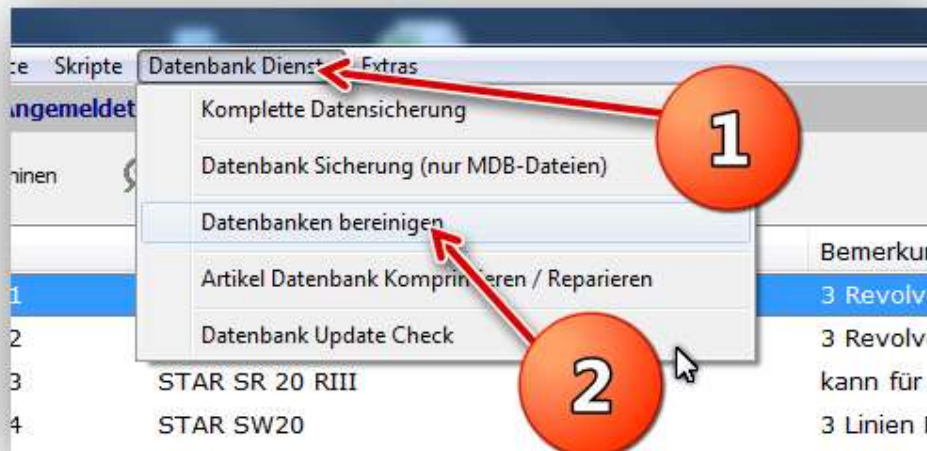 Skripte Datenbank Dienst Extras
Angemeldet
Komplette Datensicherung
1
Datenbank Sicherung (nur MDB-Dateien)
Datenbanken bereinigen
Artikel Datenbank Komprimieren / Reparieren
1 3 Revolv
2 Datenbank Update Check 3 Revolv
3 STAR SR 20 RIII kann für
2
4 STAR SW20 3 Linien